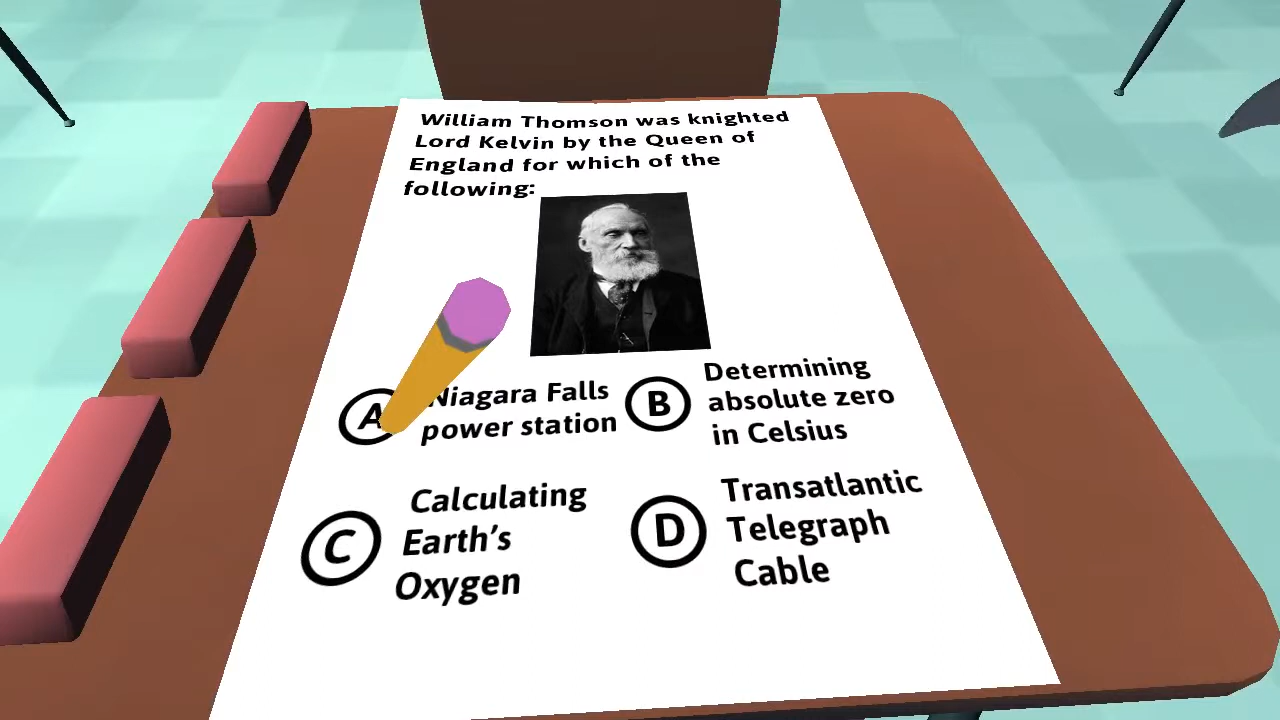 William Thomson was knighted
Lord Kelvin by the Queen of
England for which of the
following:
A Niagara Falls
power station
B Determining
absolute zero
in Celsius
C Calculating
Earth's
Oxygen
D Transatlantic
Telegraph
Cable